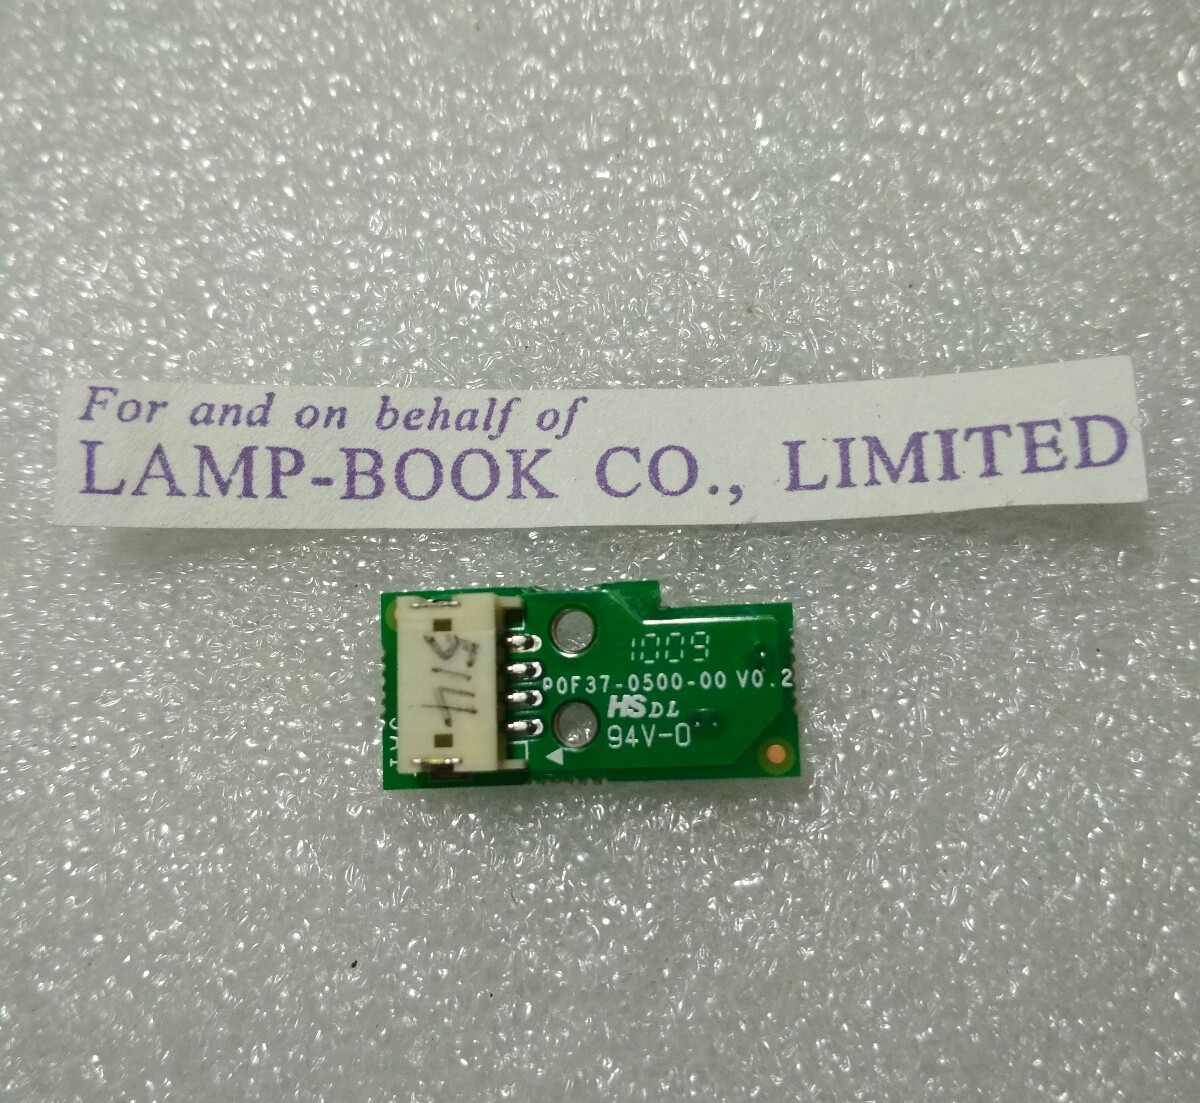 For and on behalf of
LAMP-BOOK CO., LIMITED
1009
P0F37-0500-00 V0.2
HS DL
94V-0
514